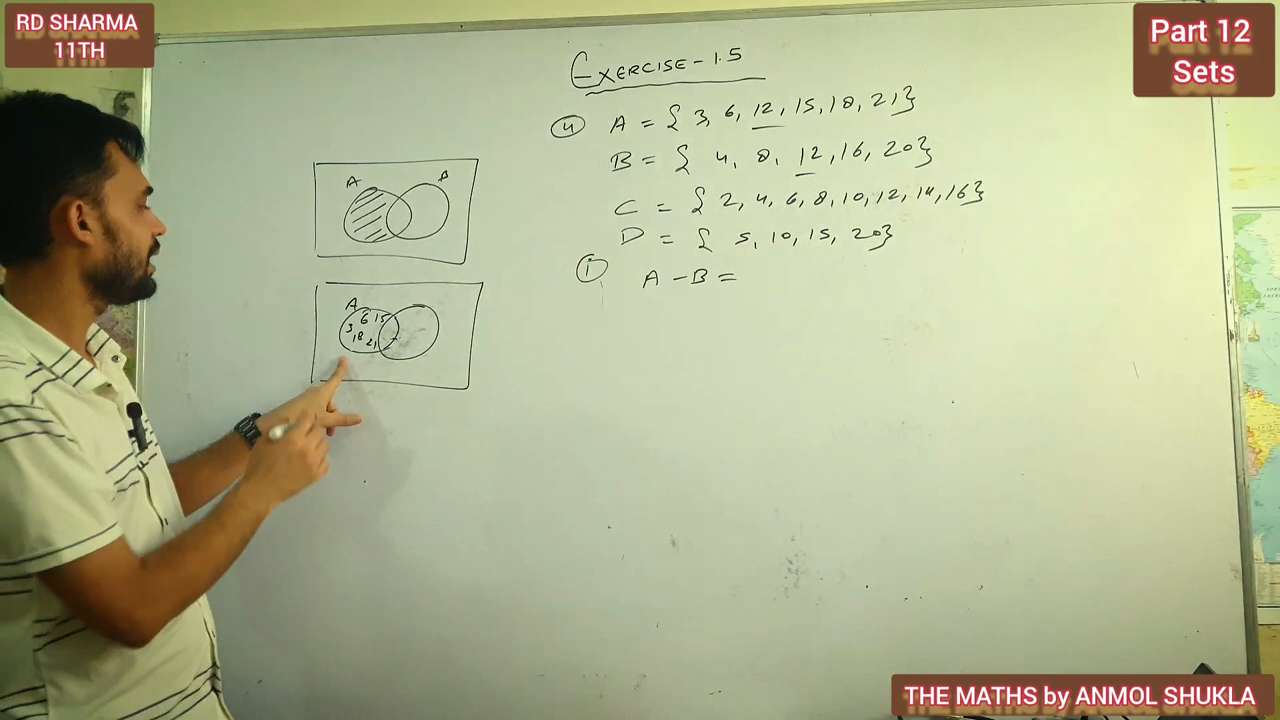 RD SHARMA
11TH
Part 12
Sets
EXERCISE - 1.5
④ A = { 3, 6, 12, 15, 18, 21}
B = { 4, 8, 12, 16, 20}
C = { 2, 4, 6, 8, 10, 12, 14, 16}
D = { 5, 10, 15, 20}
① A - B =
A B
A
6 15
3
18 21
THE MATHS by ANMOL SHUKLA